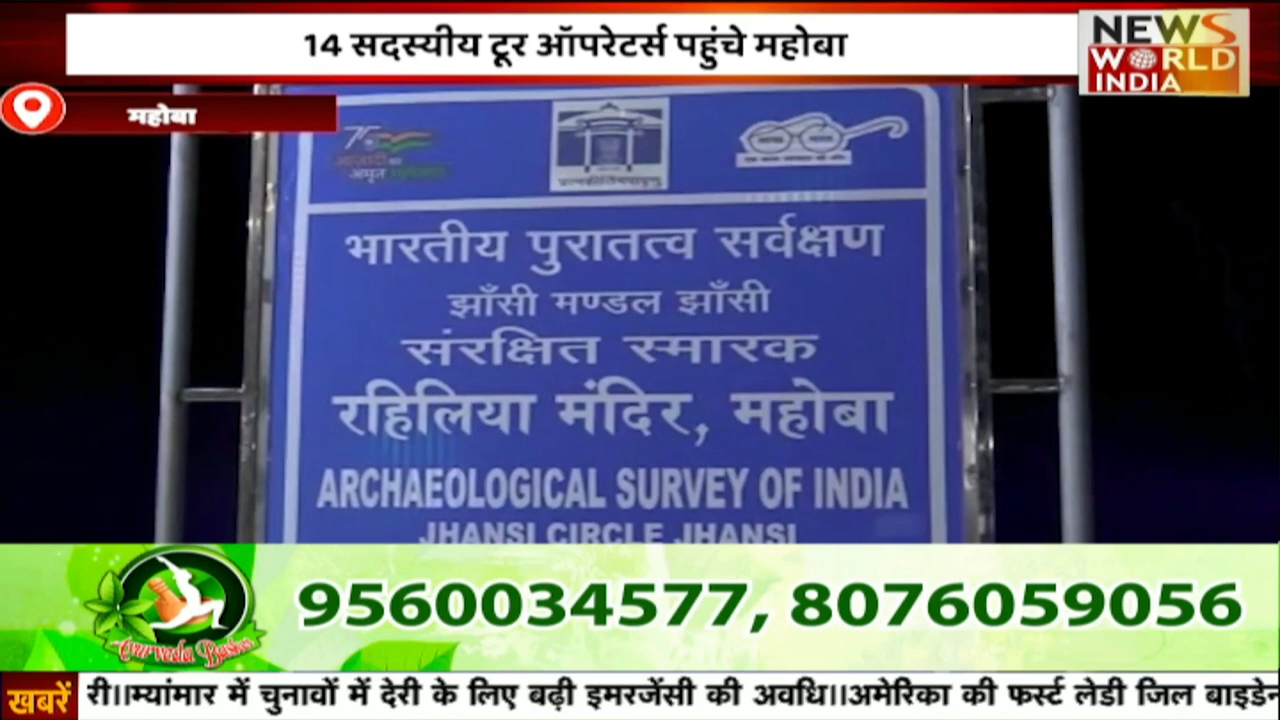 14 सदस्यीय टूर ऑपरेटर्स पहुंचे महोबा
NEWS
WORLD
INDIA
महोबा
भारतीय पुरातत्व सर्वेक्षण
झाँसी मण्डल झाँसी
संरक्षित स्मारक
रहिलिया मंदिर, महोबा
ARCHAEOLOGICAL SURVEY OF INDIA
JHANSI CIRCLE JHANSI
9560034577, 8076059056
खबरें
री॥म्यांमार में चुनावों में देरी के लिए बढ़ी इमरजेंसी की अवधि॥अमेरिका की फर्स्ट लेडी जिल बाइडेन